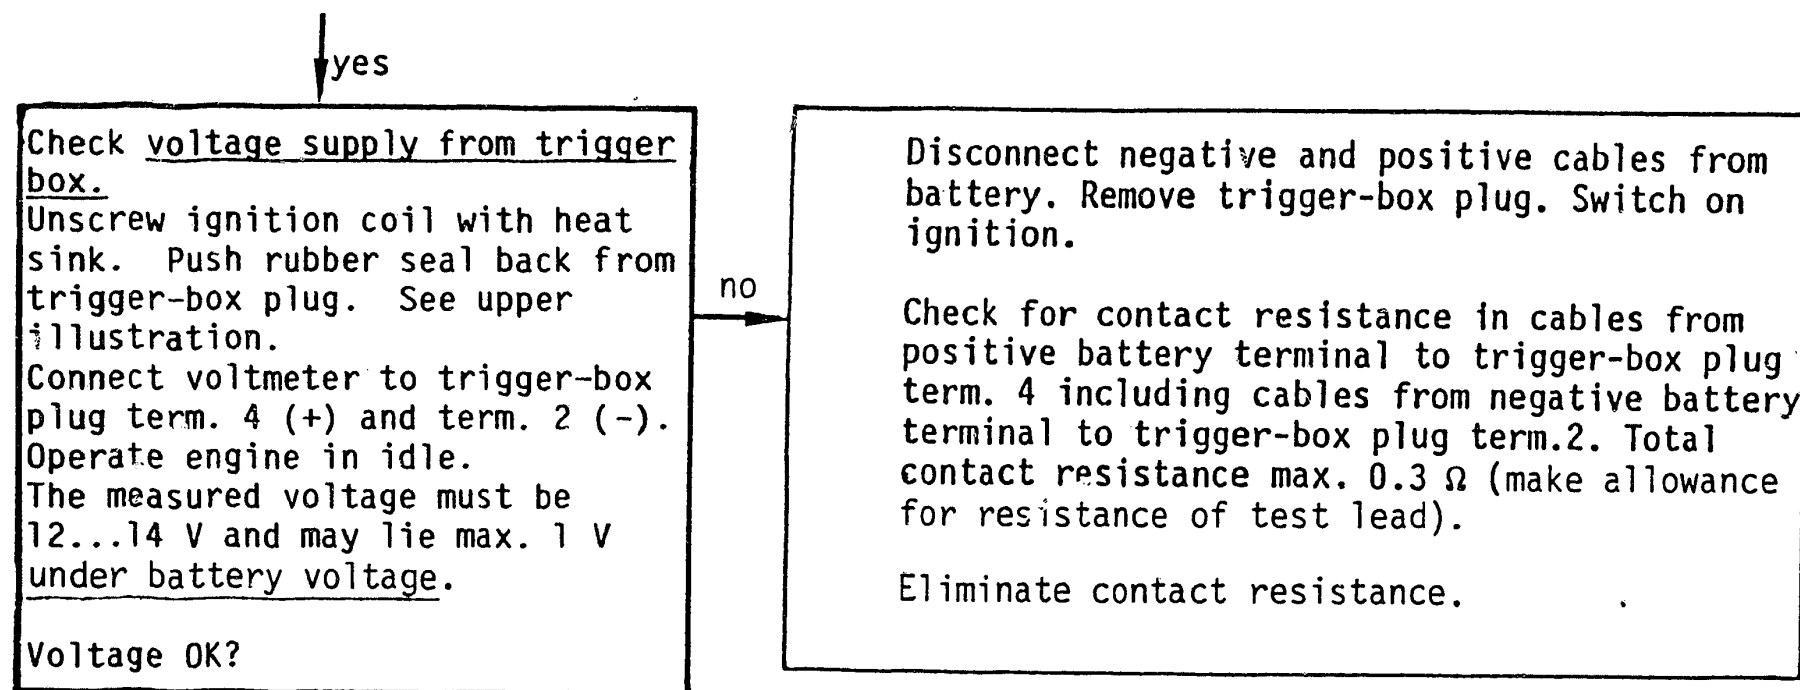 yes
Check voltage supply from trigger
box.
Unscrew ignition coil with heat
sink. Push rubber seal back from
trigger-box plug. See upper
illustration.
Connect voltmeter to trigger-box
plug term. 4 (+) and term. 2 (-).
Operate engine in idle.
The measured voltage must be
12...14 V and may lie max. 1 V
under battery voltage.
Voltage OK?
no
Disconnect negative and positive cables from
battery. Remove trigger-box plug. Switch on
ignition.
Check for contact resistance in cables from
positive battery terminal to trigger-box plug
term. 4 including cables from negative battery
terminal to trigger-box plug term.2. Total
contact resistance max. 0.3 Ω (make allowance
for resistance of test lead).
Eliminate contact resistance.